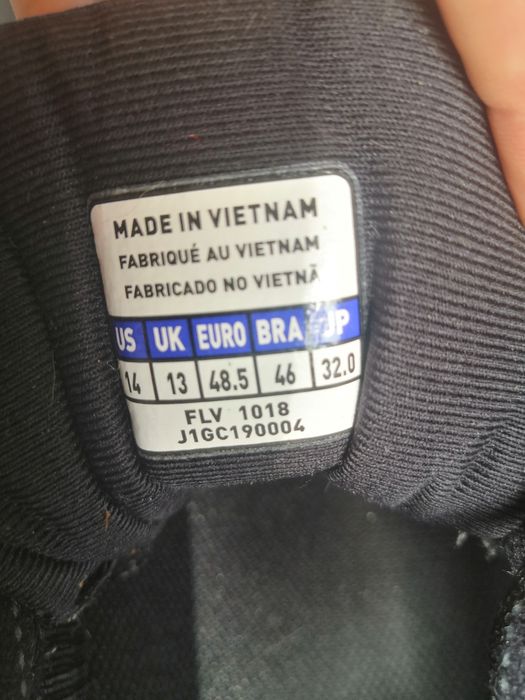 MADE IN VIETNAM
FABRIQUÉ AU VIETNAM
FABRICADO NO VIETNÃ
US UK EURO BRA JP
14 13 48.5 46 32.0
FLV 1018
J1GC190004